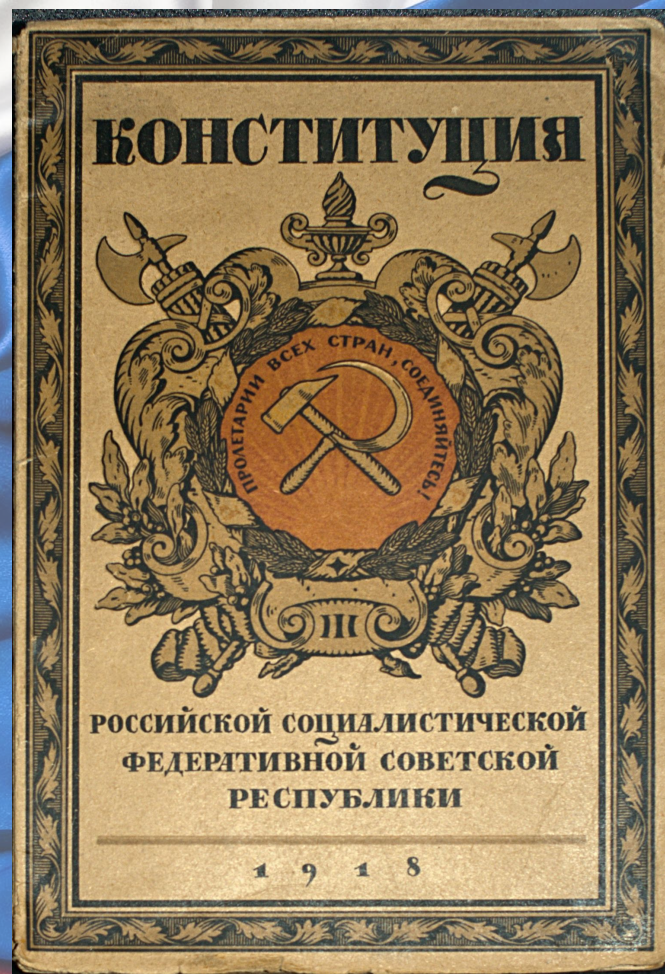 КОНСТИТУЦИЯ
ПРОЛЕТАРИИ ВСЕХ СТРАН, СОЕДИНЯЙТЕСЬ!
III
РОССИЙСКОЙ СОЦИАЛИСТИЧЕСКОЙ
ФЕДЕРАТИВНОЙ СОВЕТСКОЙ
РЕСПУБЛИКИ
1918